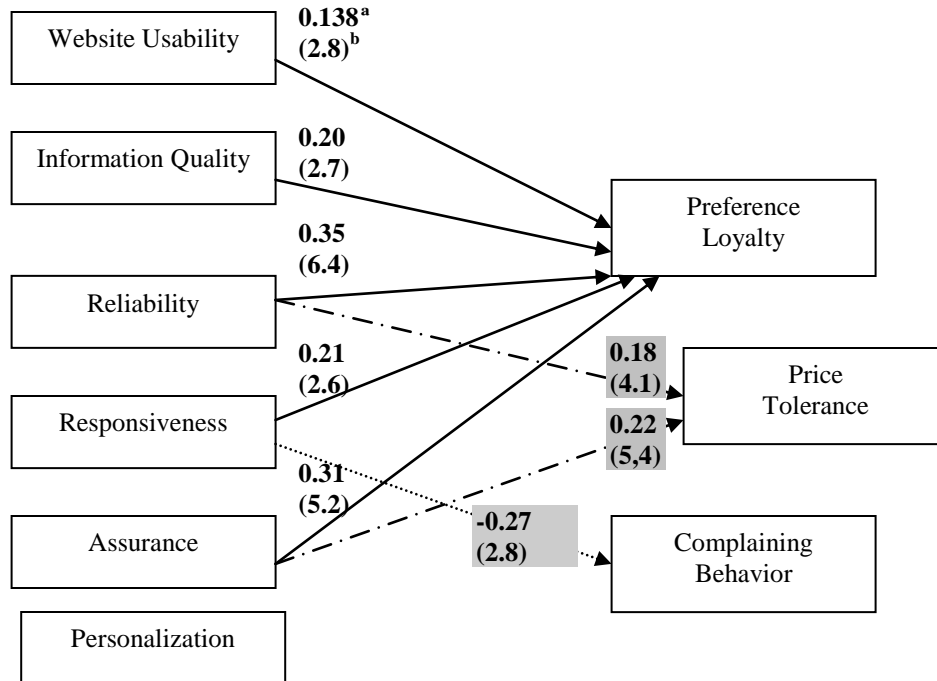 Website Usability
0.138ᵃ
(2.8)ᵇ
Information Quality
0.20
(2.7)
Preference
Loyalty
Reliability
0.35
(6.4)
0.18
(4.1)
Price
Tolerance
Responsiveness
0.21
(2.6)
0.22
(5,4)
Assurance
0.31
(5.2)
-0.27
(2.8)
Complaining
Behavior
Personalization